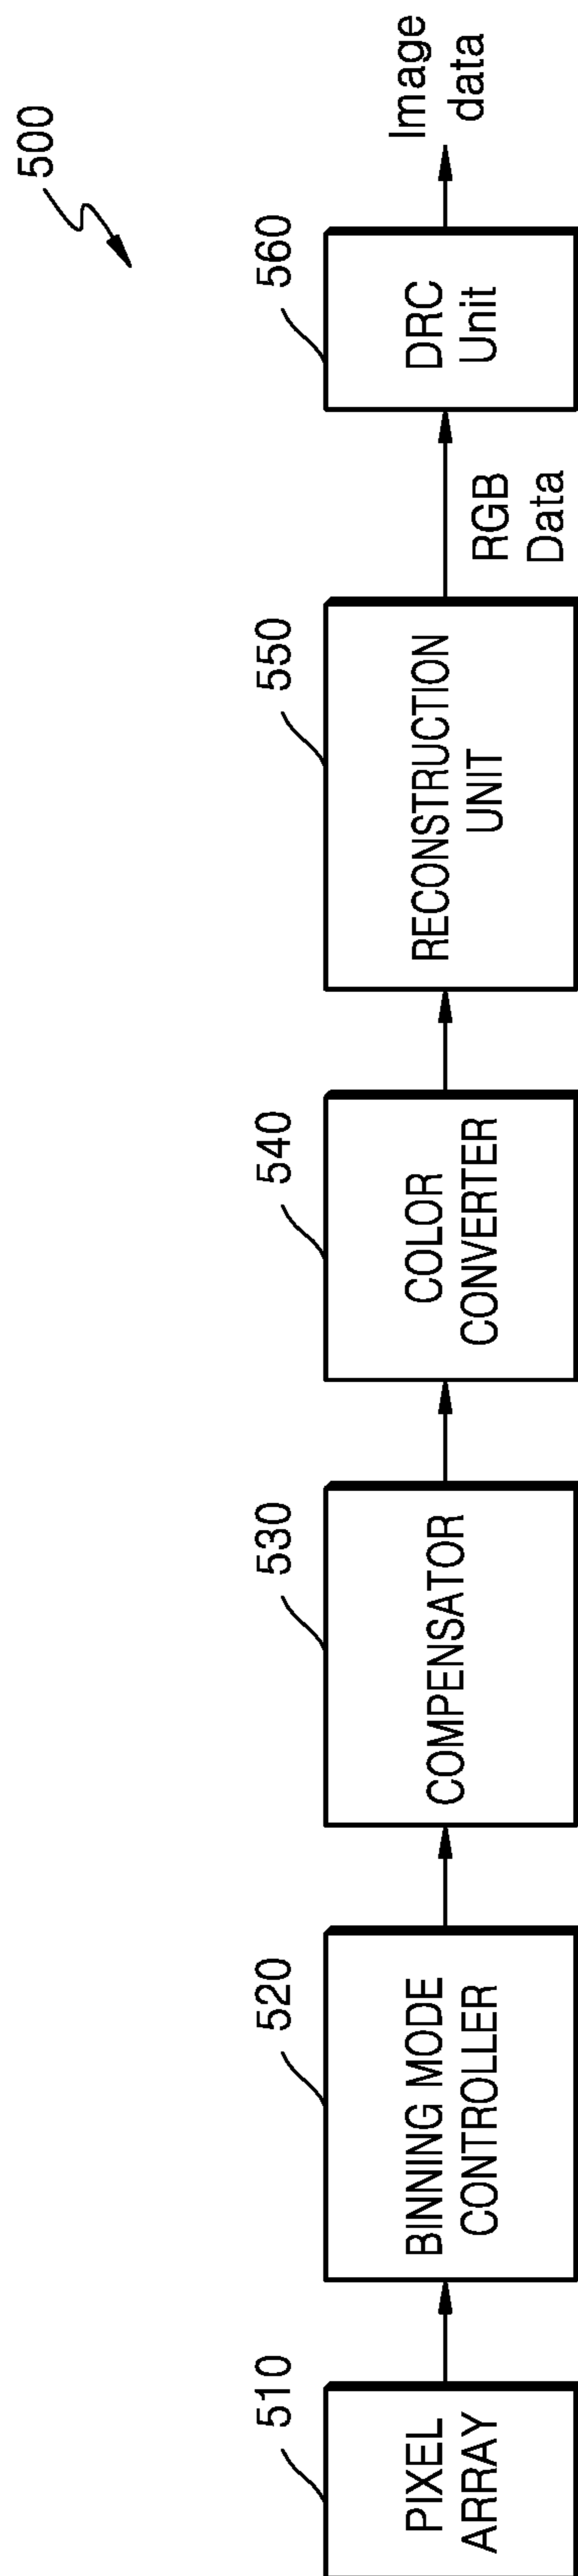 500
510
PIXEL
ARRAY
520
BINNING MODE
CONTROLLER
530
COMPENSATOR
540
COLOR
CONVERTER
550
RECONSTRUCTION
UNIT
RGB
Data
560
DRC
Unit
Image
data